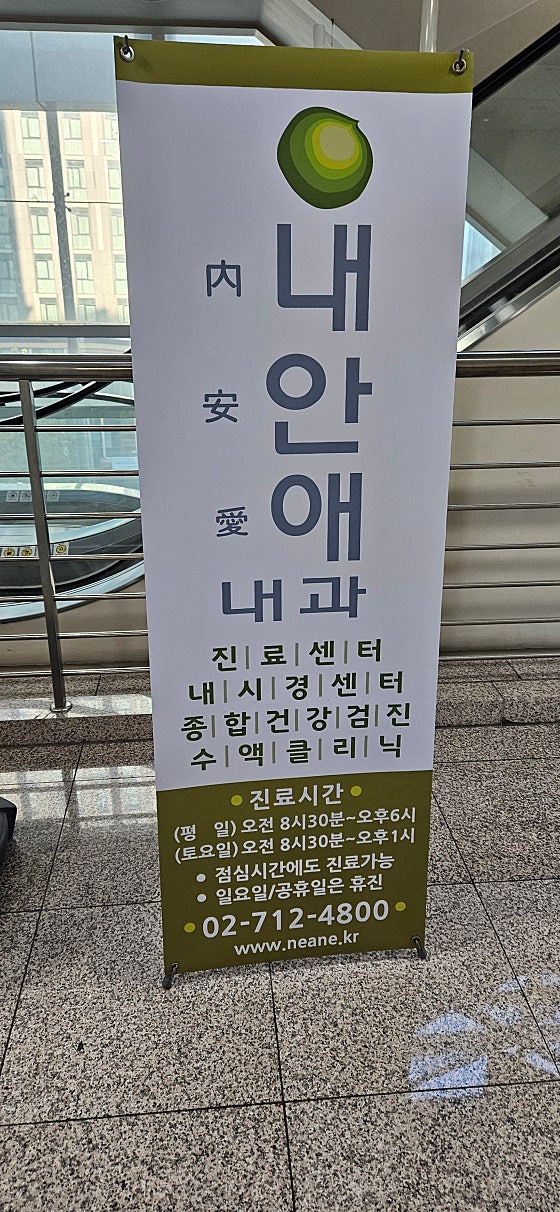 内 내
安 안
愛 애
내과
진|료|센|터
내|시|경|센|터
종|합|건|강|검|진
수|액|클|리|닉
• 진료시간 •
(평 일) 오전 8시30분~오후6시
(토요일) 오전 8시30분~오후1시
• 점심시간에도 진료가능
• 일요일/공휴일은 휴진
• 02-712-4800 •
www.neane.kr